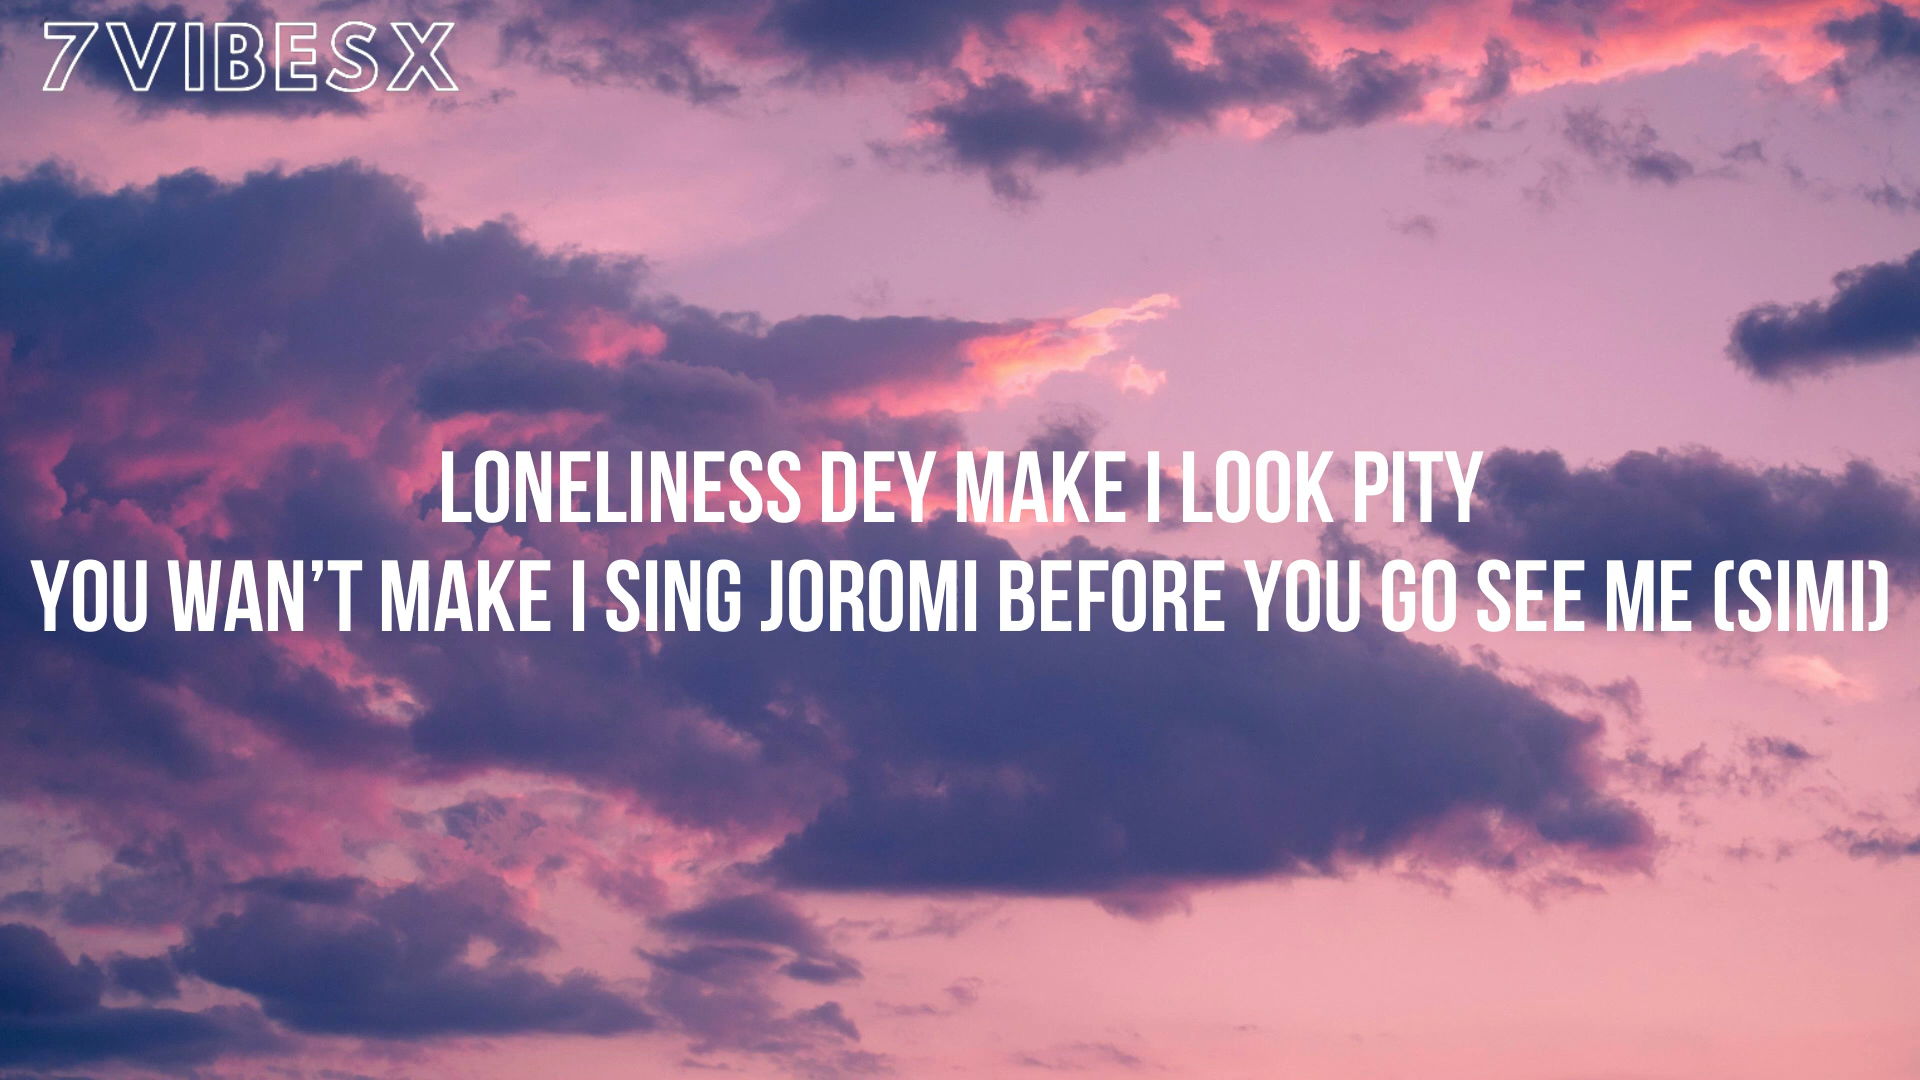 7VIBESX
LONELINESS DEY MAKE I LOOK PITY
YOU WAN’T MAKE I SING JOROMI BEFORE YOU GO SEE ME (SIMI)